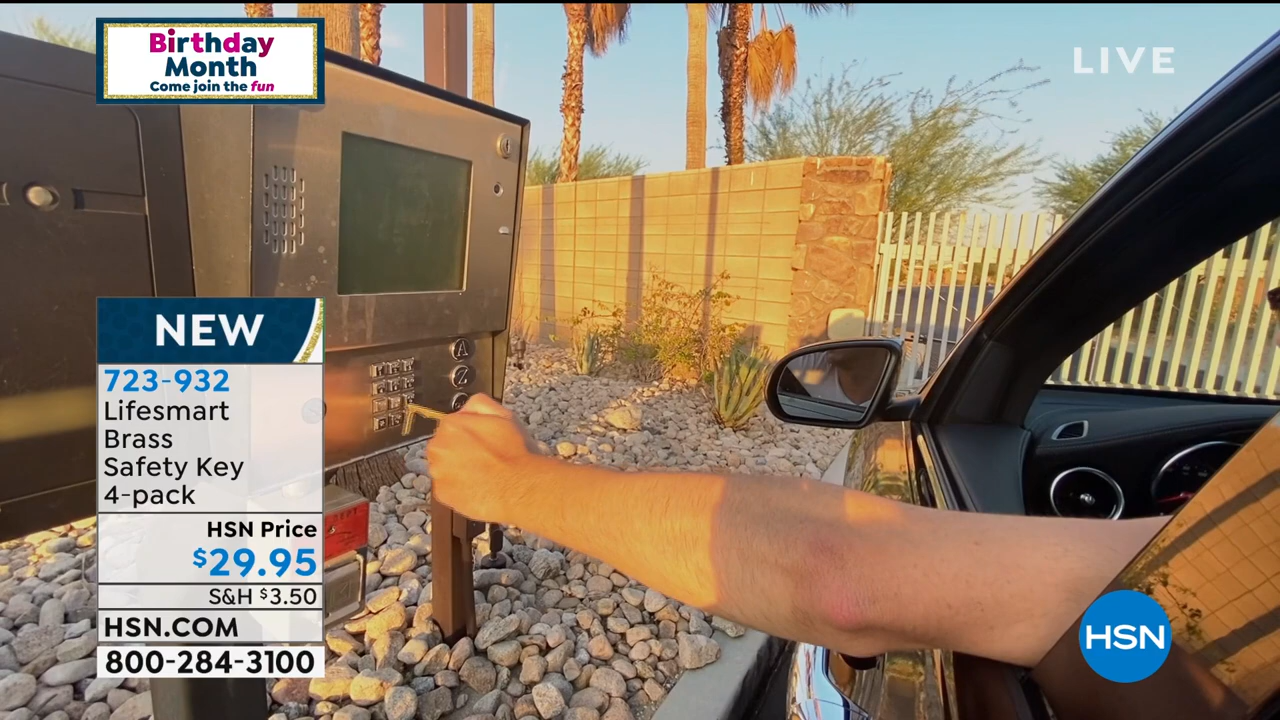 Birthday
Month
Come join the fun
LIVE
NEW
723-932
Lifesmart
Brass
Safety Key
4-pack
HSN Price
$29.95
S&H $3.50
HSN.COM
800-284-3100
A
Z
HSN